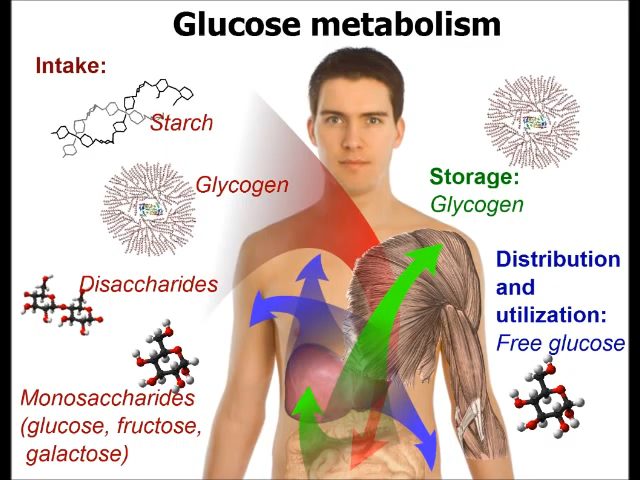 Glucose metabolism
Intake:
Starch
Glycogen
Disaccharides
Monosaccharides
(glucose, fructose,
galactose)
Storage:
Glycogen
Distribution
and
utilization:
Free glucose